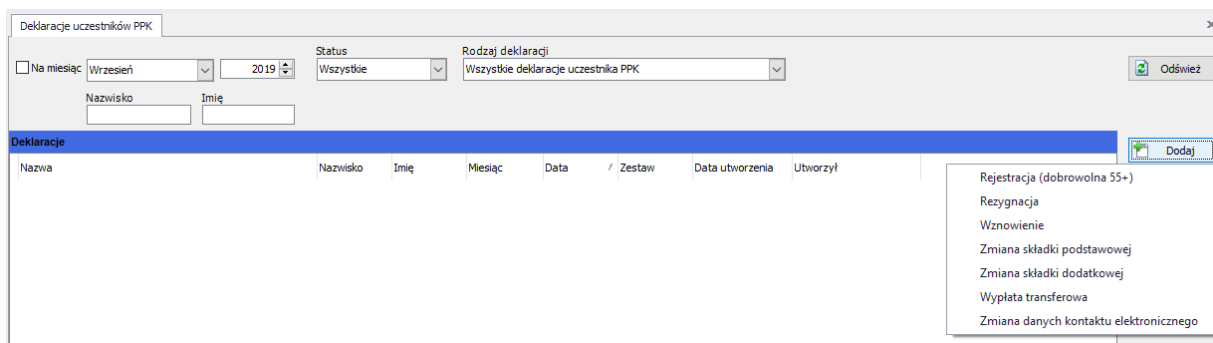 Deklaracje uczestników PPK
Status Rodzaj deklaracji
Na miesiąc Wrzesień 2019 Wszystkie Wszystkie deklaracje uczestnika PPK Odśwież
Nazwisko Imię
Deklaracje
Dodaj
Nazwa Nazwisko Imię Miesiąc Data / Zestaw Data utworzenia Utworzył
Rejestracja (dobrowolna 55+)
Rezygnacja
Wznowienie
Zmiana składki podstawowej
Zmiana składki dodatkowej
Wypłata transferowa
Zmiana danych kontaktu elektronicznego